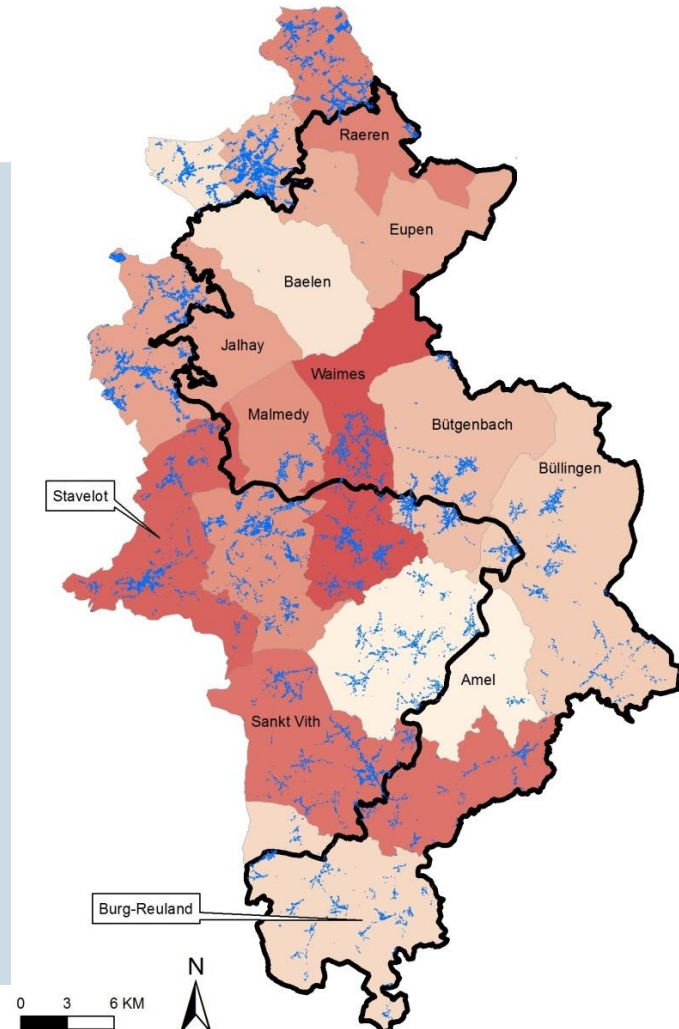 Raeren
Eupen
Baelen
Jalhay
Waimes
Malmedy
Bütgenbach
Büllingen
Stavelot
Amel
Sankt Vith
Burg-Reuland
N
0 3 6 KM